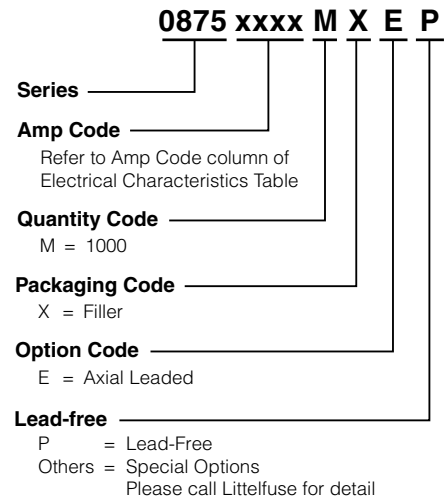 0875 xxxx M X E P
Series
Amp Code
Refer to Amp Code column of
Electrical Characteristics Table
Quantity Code
M = 1000
Packaging Code
X = Filler
Option Code
E = Axial Leaded
Lead-free
P = Lead-Free
Others = Special Options
Please call Littelfuse for detail